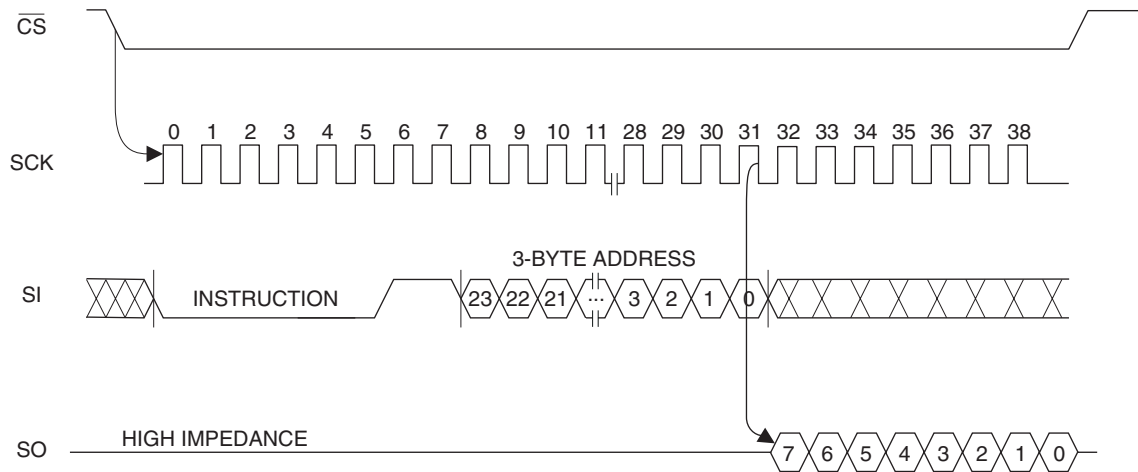 CS
0 1 2 3 4 5 6 7 8 9 10 11 28 29 30 31 32 33 34 35 36 37 38
SCK
3-BYTE ADDRESS
SI INSTRUCTION 23 22 21 ... 3 2 1 0
HIGH IMPEDANCE
SO 7 6 5 4 3 2 1 0